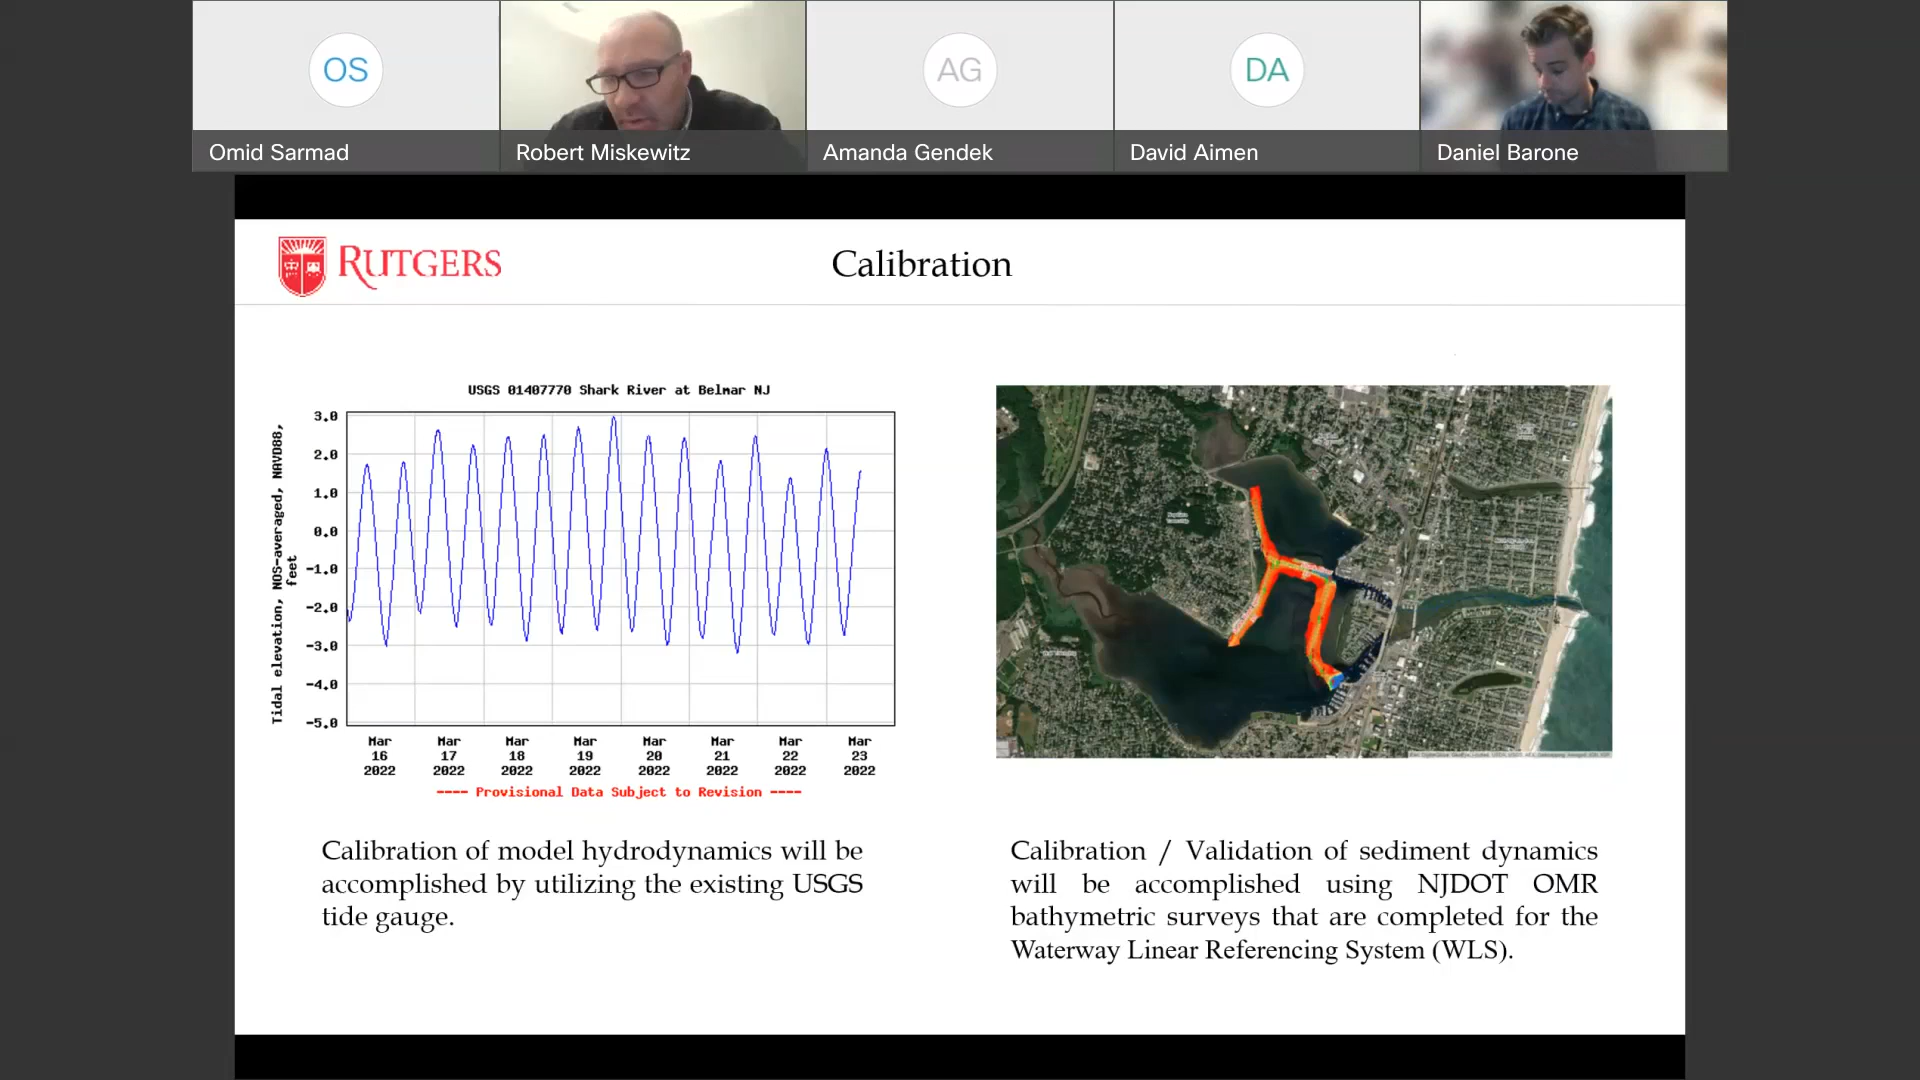 OS
AG
DA
Omid Sarmad
Robert Miskewitz
Amanda Gendek
David Aimen
Daniel Barone
RUTGERS
Calibration
USGS 01407770 Shark River at Belmar NJ
Tidal elevation, NOS-averaged, NAVD88,
feet
3.0
2.0
1.0
0.0
-1.0
-2.0
-3.0
-4.0
-5.0
Mar
16
2022
Mar
17
2022
Mar
18
2022
Mar
19
2022
Mar
20
2022
Mar
21
2022
Mar
22
2022
Mar
23
2022
---- Provisional Data Subject to Revision ----
Calibration of model hydrodynamics will be
accomplished by utilizing the existing USGS
tide gauge.
Calibration / Validation of sediment dynamics
will be accomplished using NJDOT OMR
bathymetric surveys that are completed for the
Waterway Linear Referencing System (WLS).